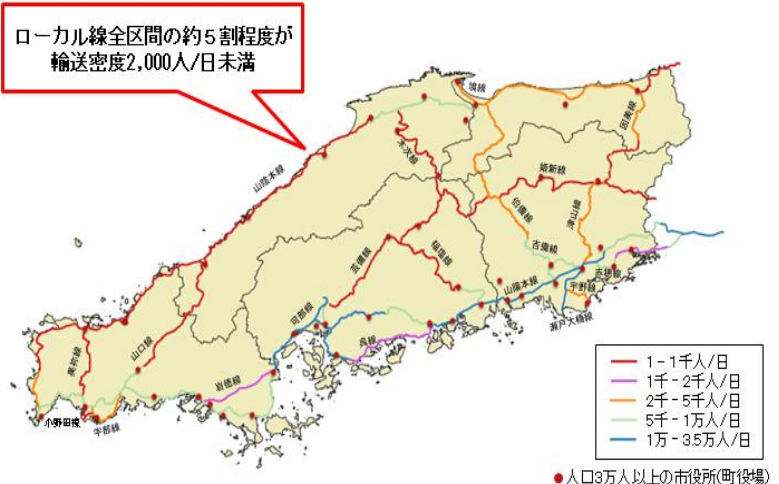 ローカル線全区間の約5割程度が
輸送密度2,000人/日未満
境線
因美線
木次線
山陰本線
姫新線
伯備線
津山線
芸備線
福塩線
吉備線
山陽本線
赤穂線
宇野線
瀬戸大橋線
可部線
呉線
山口線
美祢線
岩徳線
小野田線
宇部線
1-1千人/日
1千-2千人/日
2千-5千人/日
5千-1万人/日
1万-3.5万人/日
●人口3万人以上の市役所(町役場)